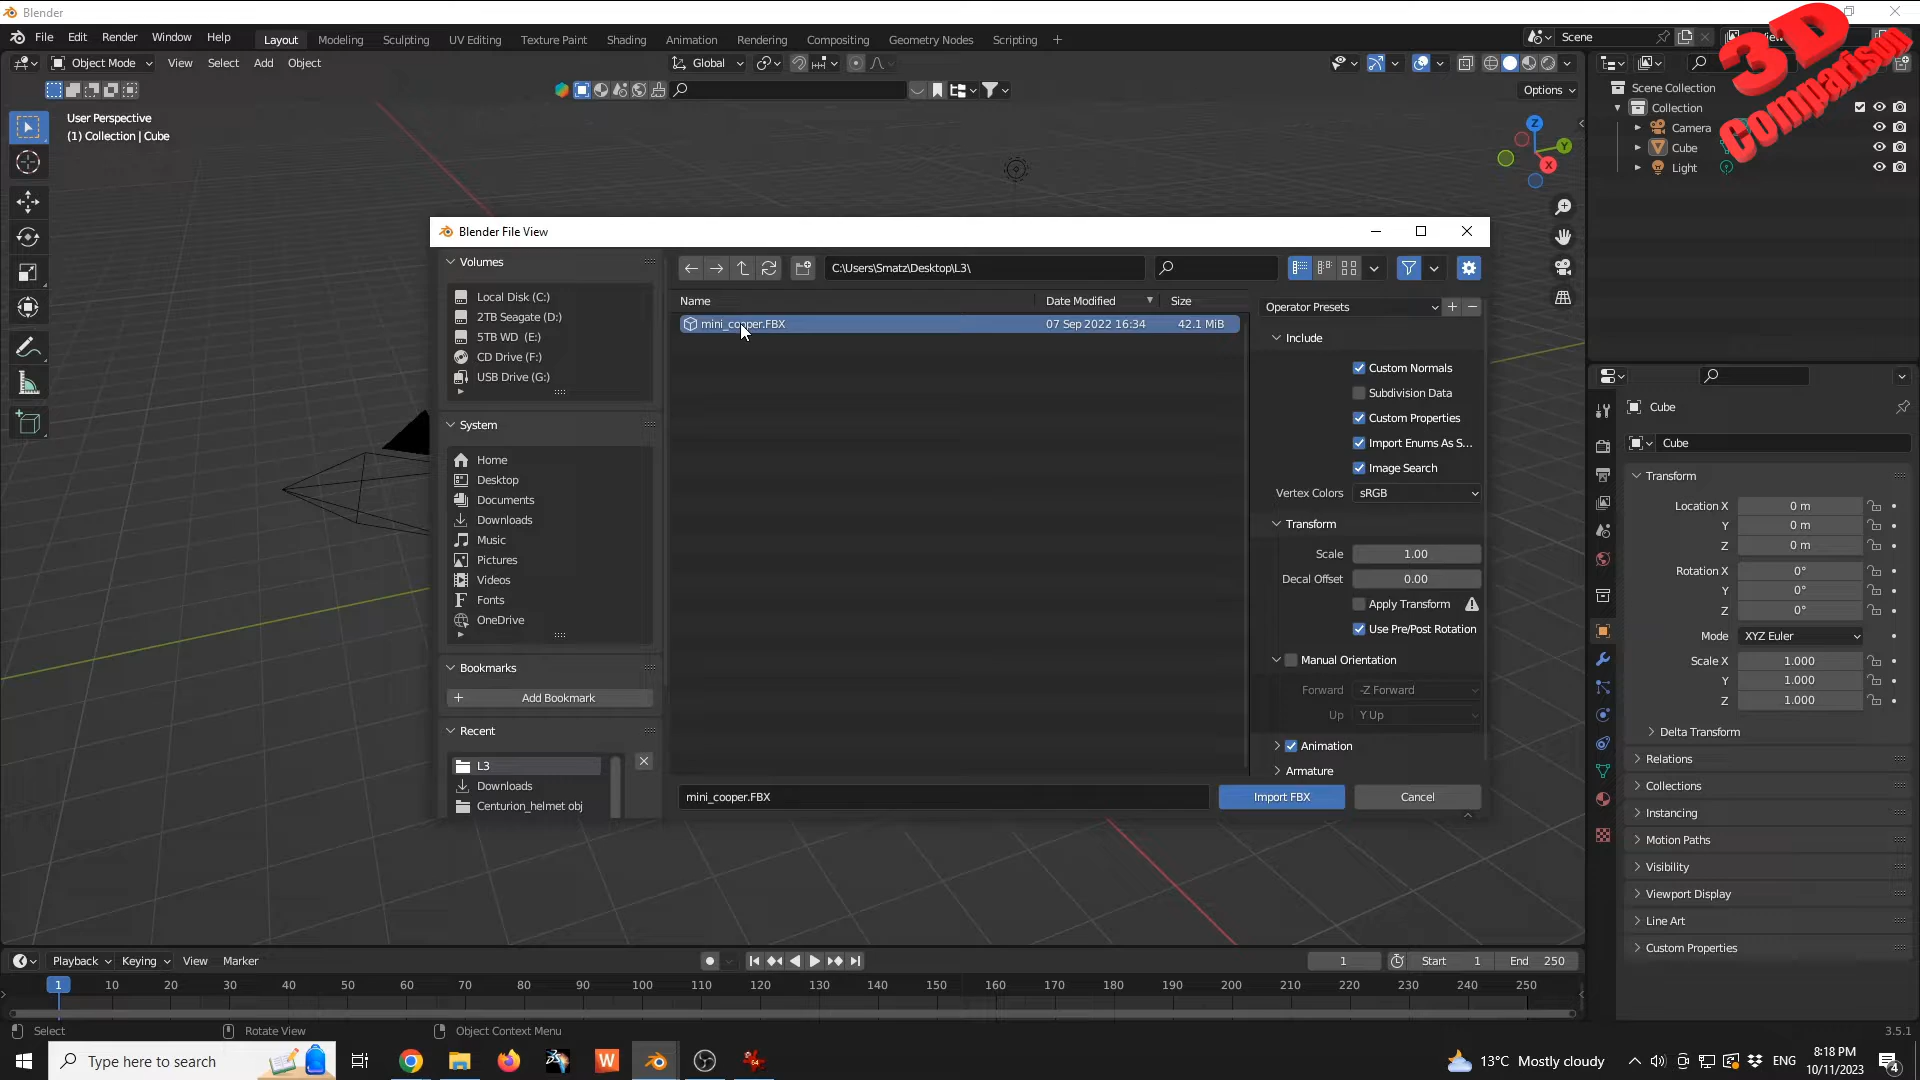 Blender
File Edit Render Window Help
Layout Modeling Sculpting UV Editing Texture Paint Shading Animation Rendering Compositing Geometry Nodes Scripting +
Scene
3D
Comparison
Object Mode View Select Add Object
Global
Options
User Perspective
(1) Collection | Cube
Z
Y
X
Scene Collection
Collection
Camera
Cube
Light
Blender File View
Volumes
Local Disk (C:)
2TB Seagate (D:)
5TB WD (E:)
CD Drive (F:)
USB Drive (G:)
System
Home
Desktop
Documents
Downloads
Music
Pictures
Videos
Fonts
OneDrive
Bookmarks
Add Bookmark
Recent
L3
Downloads
Centurion_helmet obj
C:\Users\Smatz\Desktop\L3\
Name Date Modified Size
mini_cooper.FBX 07 Sep 2022 16:34 42.1 MiB
mini_cooper.FBX
Operator Presets
Include
Custom Normals
Subdivision Data
Custom Properties
Import Enums As S...
Image Search
Vertex Colors sRGB
Transform
Scale 1.00
Decal Offset 0.00
Apply Transform
Use Pre/Post Rotation
Manual Orientation
Forward -Z Forward
Up Y Up
Animation
Armature
Import FBX Cancel
Cube
Cube
Transform
Location X 0 m
Y 0 m
Z 0 m
Rotation X 0°
Y 0°
Z 0°
Mode XYZ Euler
Scale X 1.000
Y 1.000
Z 1.000
Delta Transform
Relations
Collections
Instancing
Motion Paths
Visibility
Viewport Display
Line Art
Custom Properties
Playback Keying View Marker
1 Start 1 End 250
1 10 20 30 40 50 60 70 80 90 100 110 120 130 140 150 160 170 180 190 200 210 220 230 240 250
Select Rotate View Object Context Menu
3.5.1
Type here to search
13°C Mostly cloudy
ENG
8:18 PM
10/11/2023
4